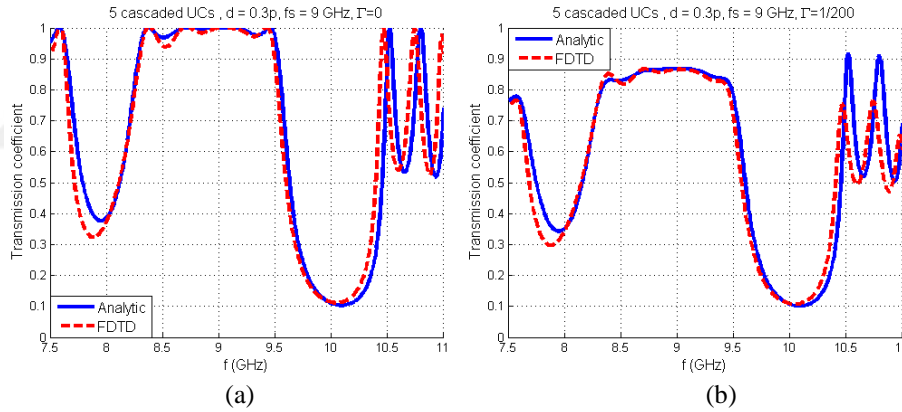 5 cascaded UCs , d = 0.3p, fs = 9 GHz, Γ=0
1
0.9
0.8
0.7
0.6
0.5
0.4
0.3
0.2
0.1
0
Transmission coefficient
Analytic
FDTD
7.5 8 8.5 9 9.5 10 10.5 11
f (GHz)
(a)
5 cascaded UCs , d = 0.3p, fs = 9 GHz, Γ=1/200
1
0.9
0.8
0.7
0.6
0.5
0.4
0.3
0.2
0.1
0
Transmission coefficient
Analytic
FDTD
7.5 8 8.5 9 9.5 10 10.5 11
f (GHz)
(b)